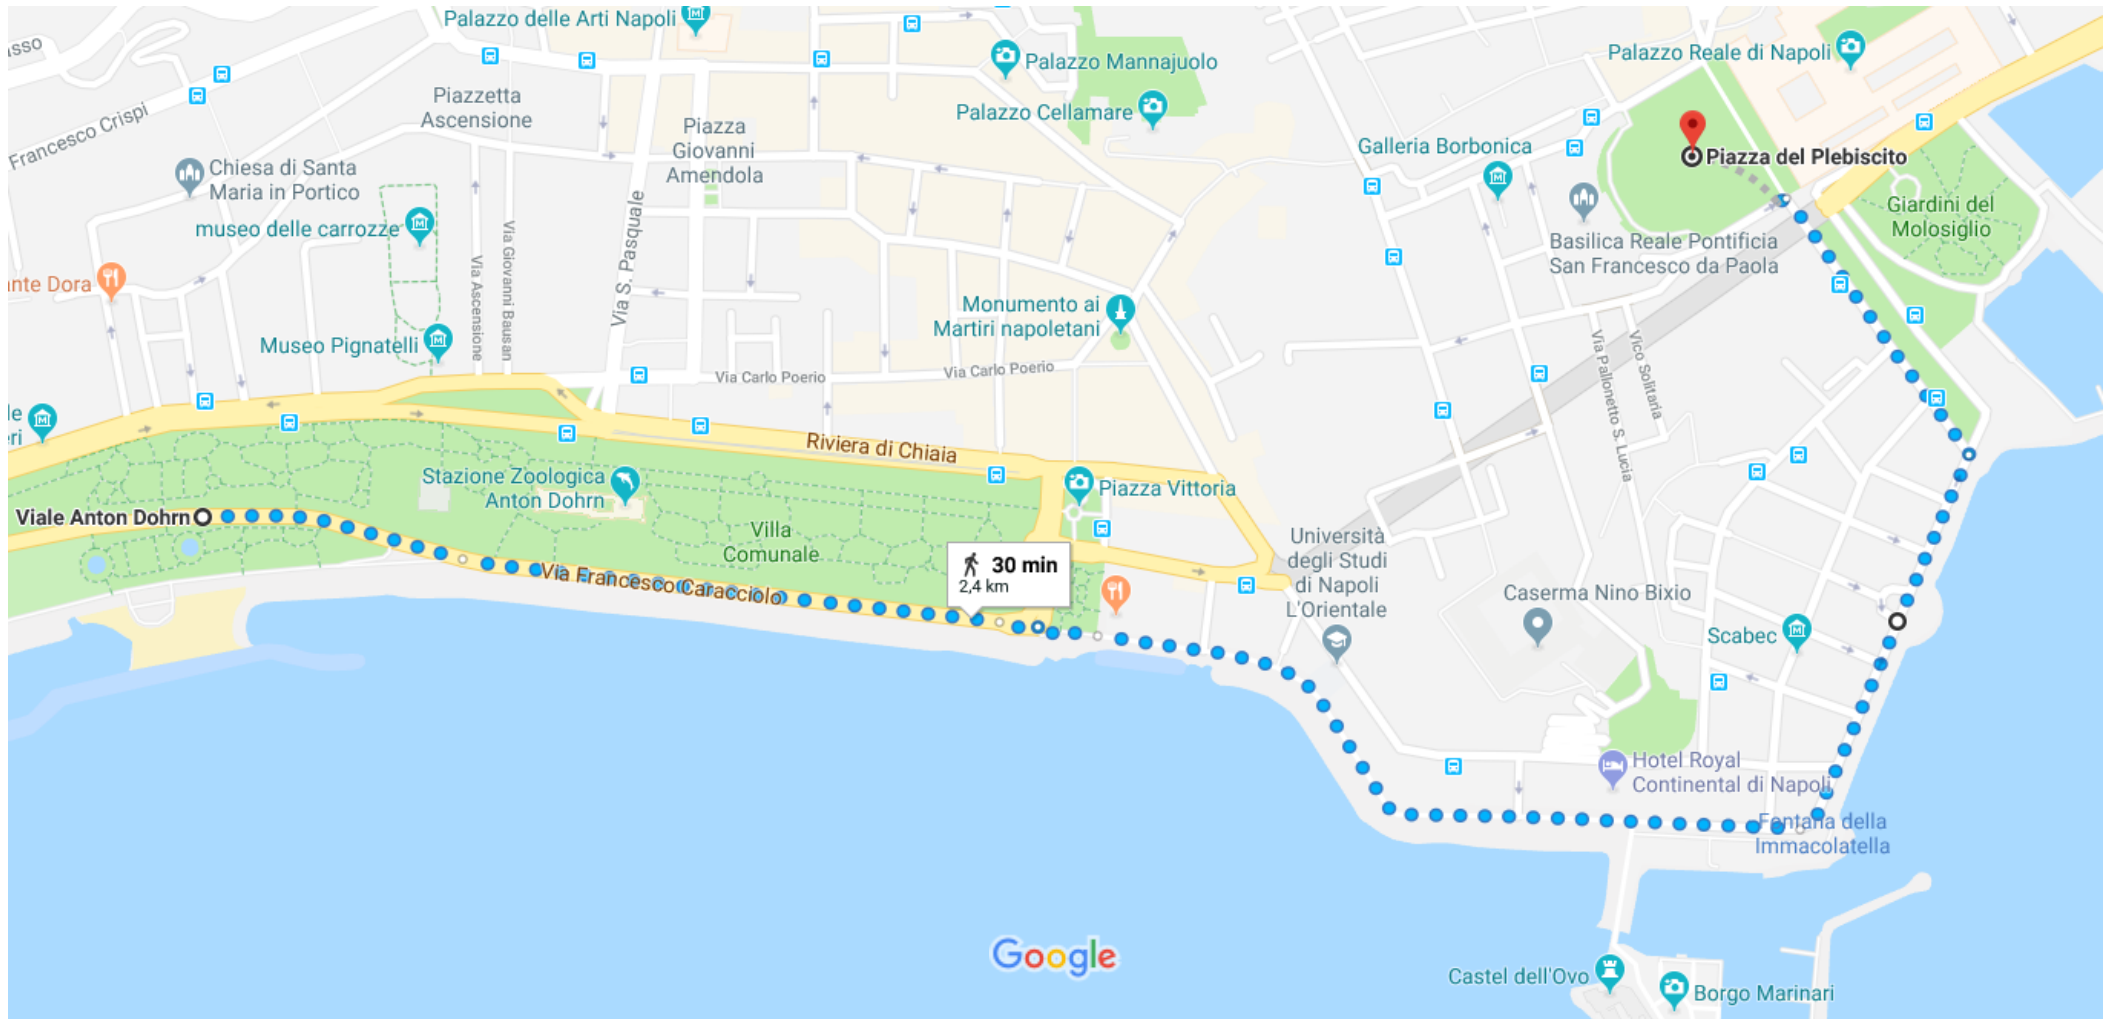 Palazzo delle Arti Napoli
Palazzo Reale di Napoli
Palazzo Mannajuolo
Piazzetta
Ascensione
Palazzo Cellamare
Francesco Crispi
Piazza
Giovanni
Amendola
Galleria Borbonica
Piazza del Plebiscito
Chiesa di Santa
Maria in Portico
museo delle carrozze
Via S. Pasquale
Via Giovanni Bausan
Via Ascensione
Giardini del
Molosiglio
Basilica Reale Pontificia
San Francesco da Paola
Monumento ai
Martiri napoletani
Museo Pignatelli
Via Carlo Poerio
Via Carlo Poerio
Via Pallonetto S. Lucia
Vico Solitaria
Riviera di Chiaia
Stazione Zoologica
Anton Dohrn
Piazza Vittoria
Viale Anton Dohrn
Villa
Comunale
Università
degli Studi
di Napoli
L'Orientale
30 min
2,4 km
Via Francesco Caracciolo
Caserma Nino Bixio
Scabec
Hotel Royal
Continental di Napoli
Fontana della
Immacolatella
Google
Castel dell'Ovo
Borgo Marinari